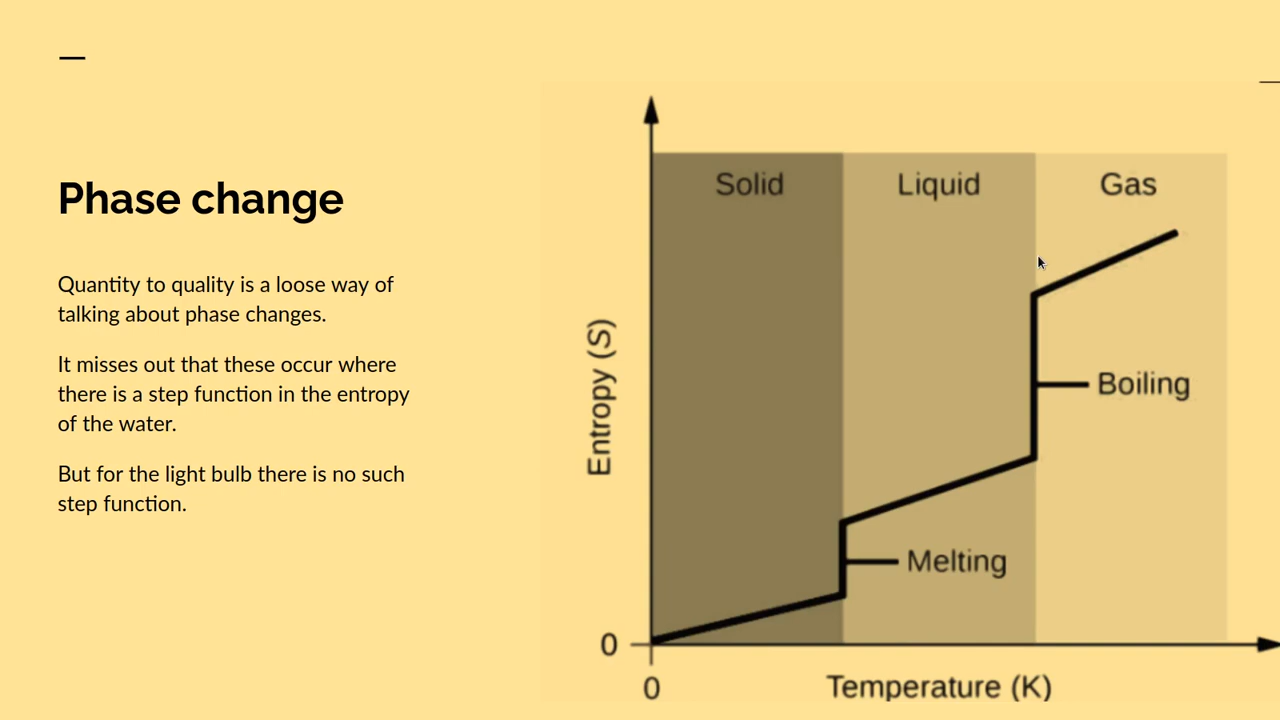 Phase change
Quantity to quality is a loose way of
talking about phase changes.
It misses out that these occur where
there is a step function in the entropy
of the water.
But for the light bulb there is no such
step function.
Solid
Liquid
Gas
Entropy (S)
Boiling
Melting
0
0
Temperature (K)